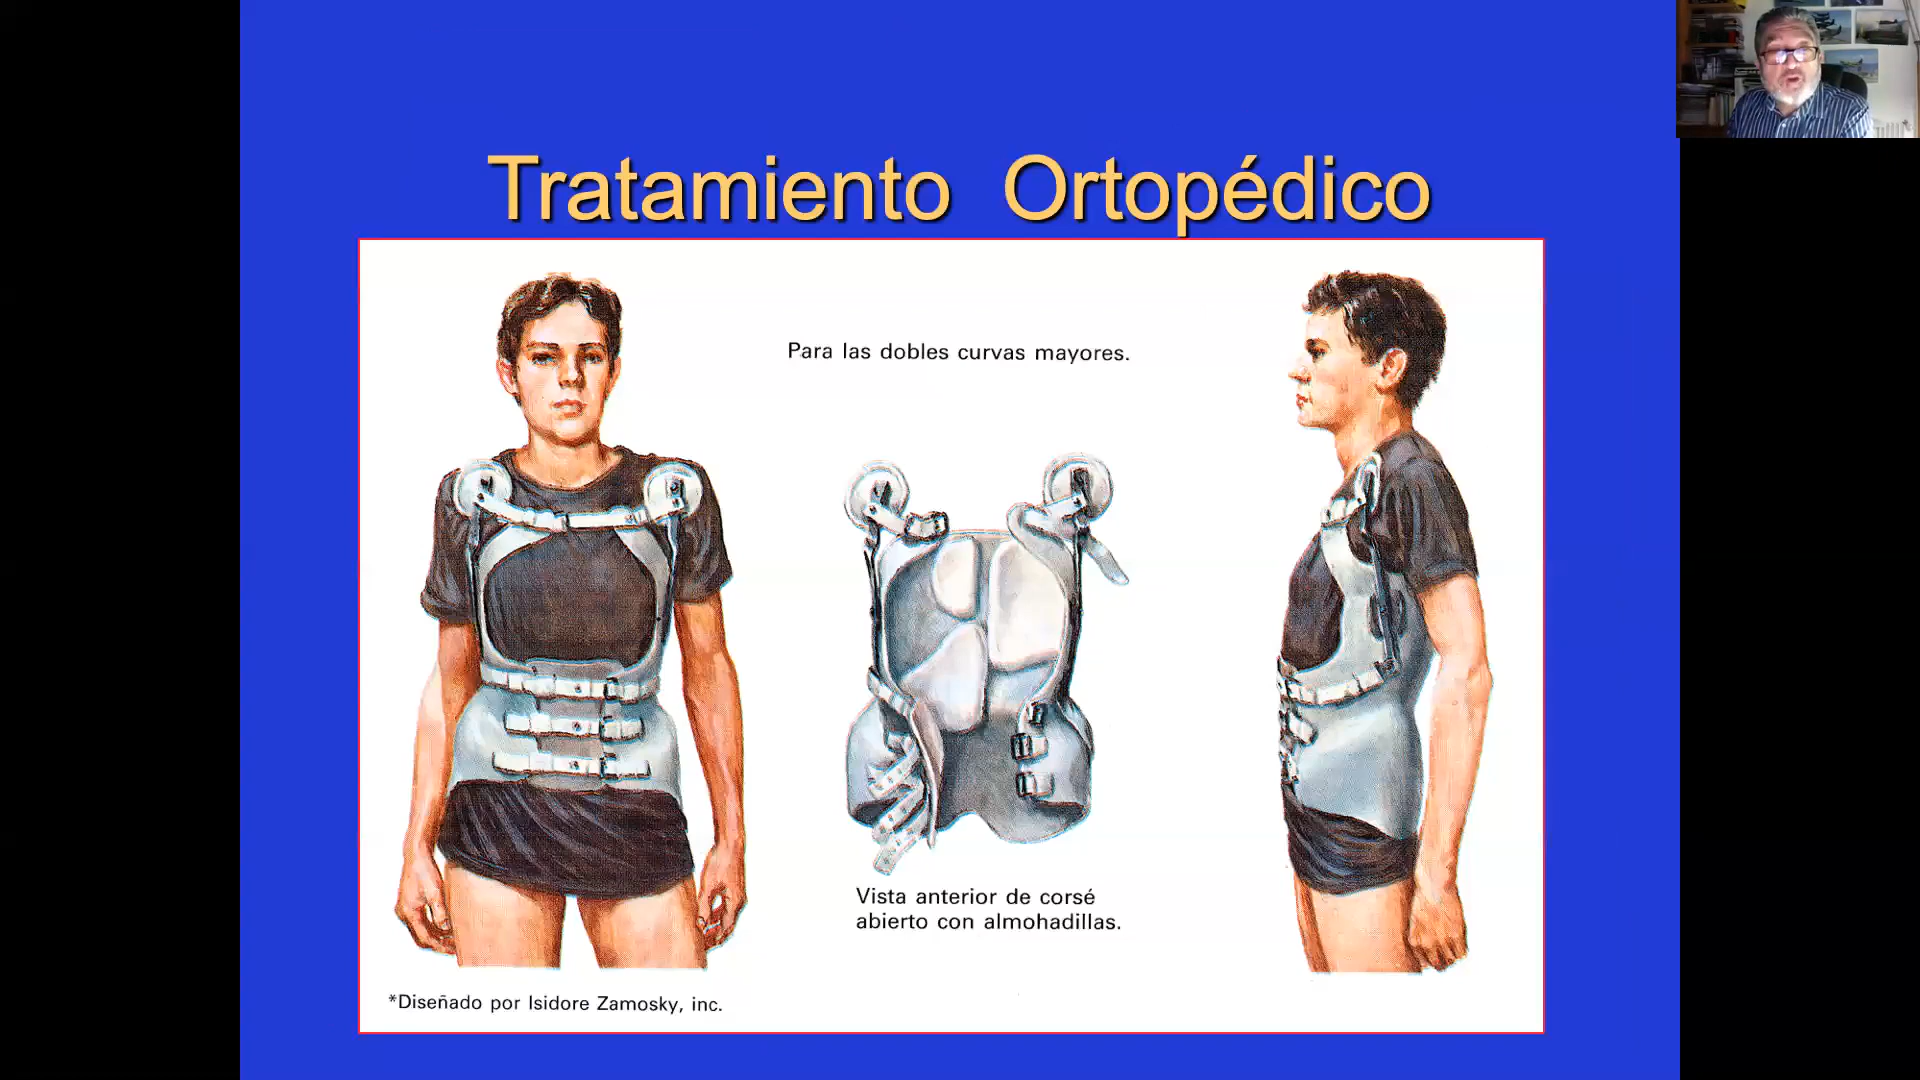 Tratamiento Ortopédico
Para las dobles curvas mayores.
Vista anterior de corsé
abierto con almohadillas.
*Diseñado por Isidore Zamosky, inc.